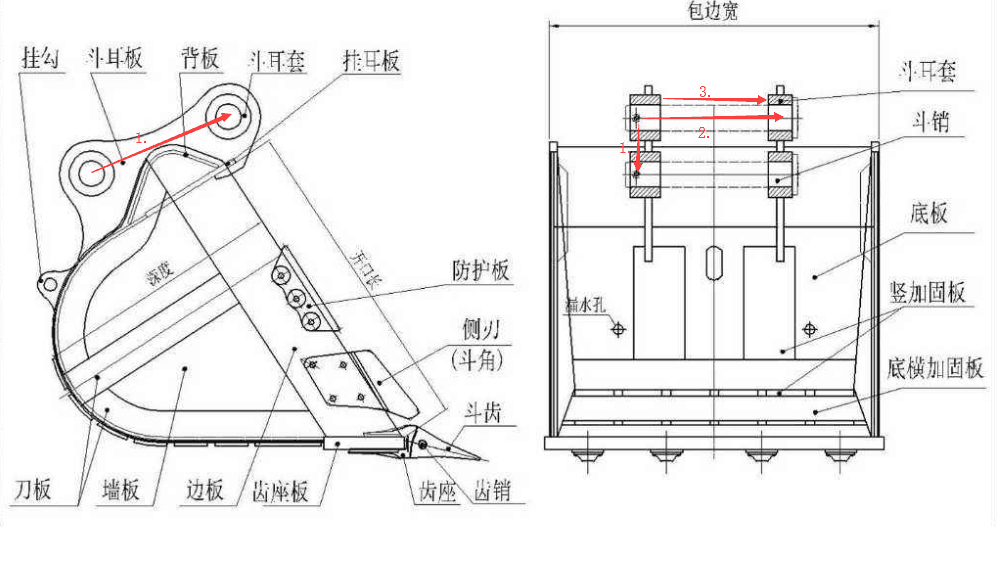 包边宽
挂勾
斗耳板
背板
斗耳套
挂耳板
斗耳套
3.
1.
2.
1.
斗销
深度
开口长
防护板
底板
竖加固板
漏水孔
侧刃
(斗角)
底横加固板
斗齿
刀板
墙板
边板
齿座板
齿座
齿销